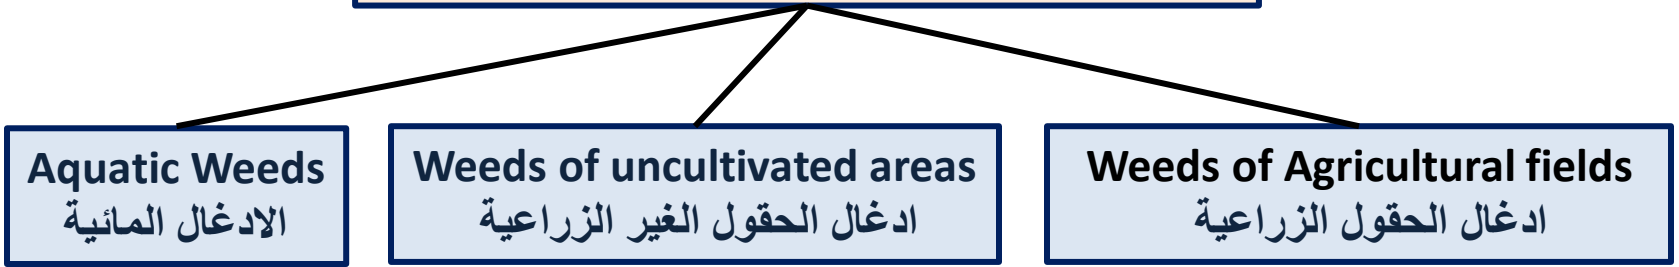 Aquatic Weeds
الادغال المائية
Weeds of uncultivated areas
ادغال الحقول الغير الزراعية
Weeds of Agricultural fields
ادغال الحقول الزراعية